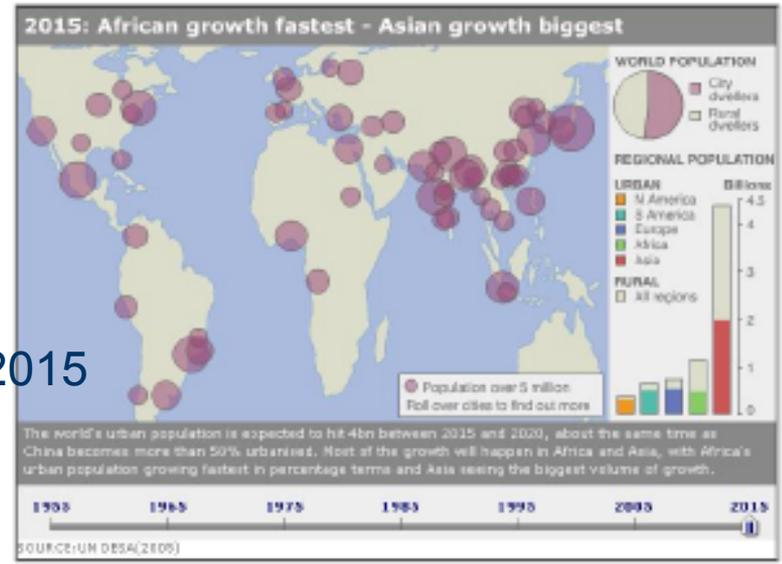 2015: African growth fastest - Asian growth biggest
WORLD POPULATION
City
dwellers
Rural
dwellers
REGIONAL POPULATION
URBAN
Billions
N America
S America
Europe
Africa
Asia
RURAL
All regions
4.5
4
3
2
1
0
2015
Population over 5 million
Roll over cities to find out more
The world's urban population is expected to hit 4bn between 2015 and 2020, about the same time as
China becomes more than 50% urbanised. Most of the growth will happen in Africa and Asia, with Africa's
urban population growing fastest in percentage terms and Asia seeing the biggest volume of growth.
1955 1965 1975 1985 1995 2005 2015
SOURCE:UN DESA(2005)